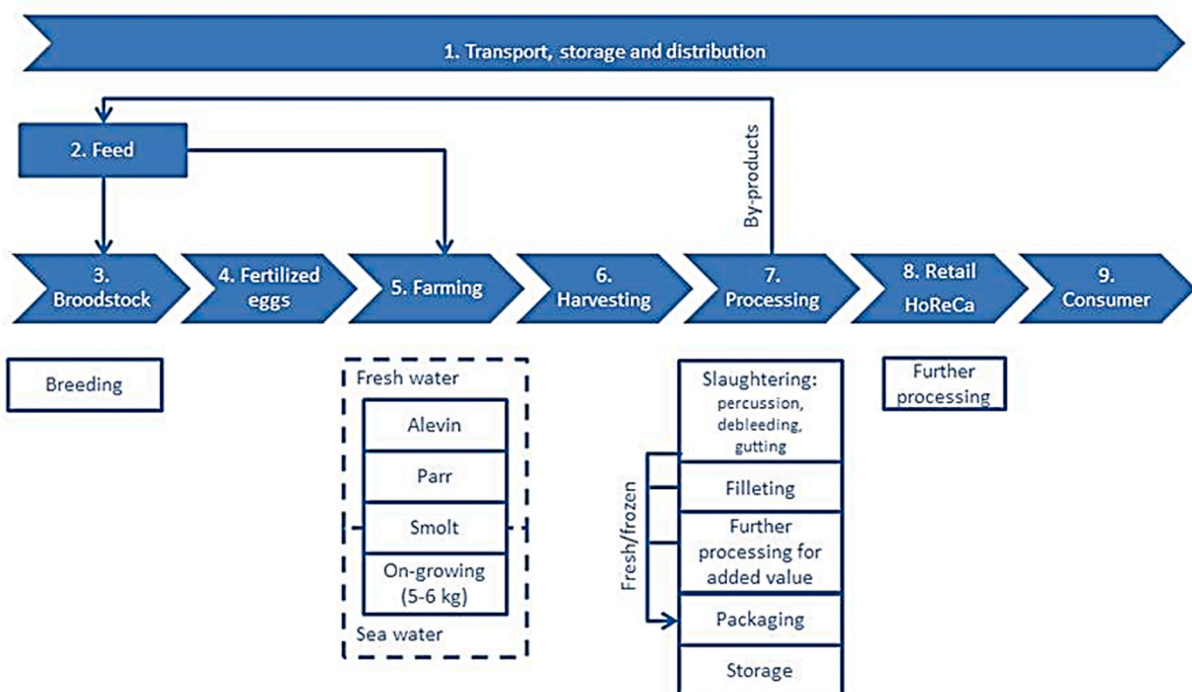 1. Transport, storage and distribution
2. Feed
By-products
3.
Broodstock
4. Fertilized
eggs
5. Farming
6.
Harvesting
7.
Processing
8. Retail
HoReCa
9.
Consumer
Breeding
Fresh water
Alevin
Parr
Smolt
On-growing
(5-6 kg)
Sea water
Fresh/frozen
Slaughtering:
percussion,
debleeding,
gutting
Filleting
Further
processing for
added value
Packaging
Storage
Further
processing